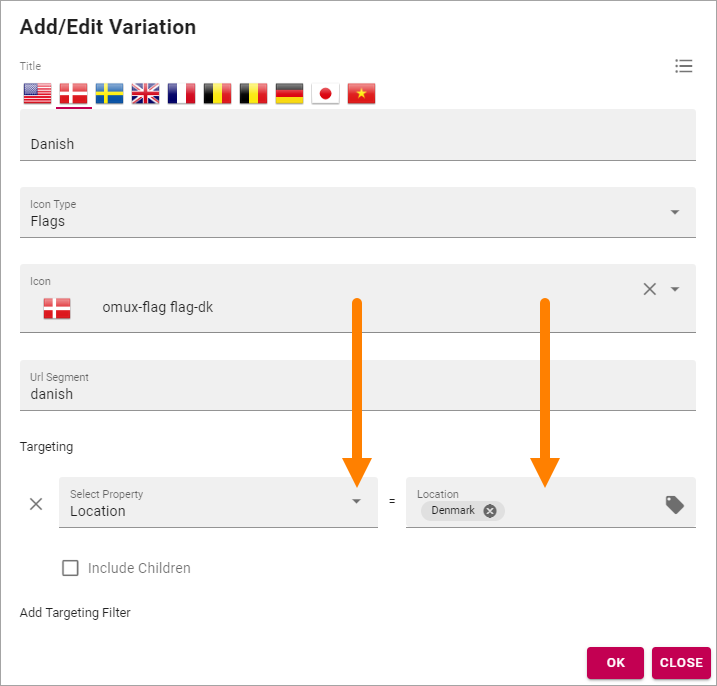 Add/Edit Variation
Title
Danish
Icon Type
Flags
Icon
omux-flag flag-dk
Url Segment
danish
Targeting
Select Property
Location
=
Location
Denmark
Include Children
Add Targeting Filter
OK
CLOSE